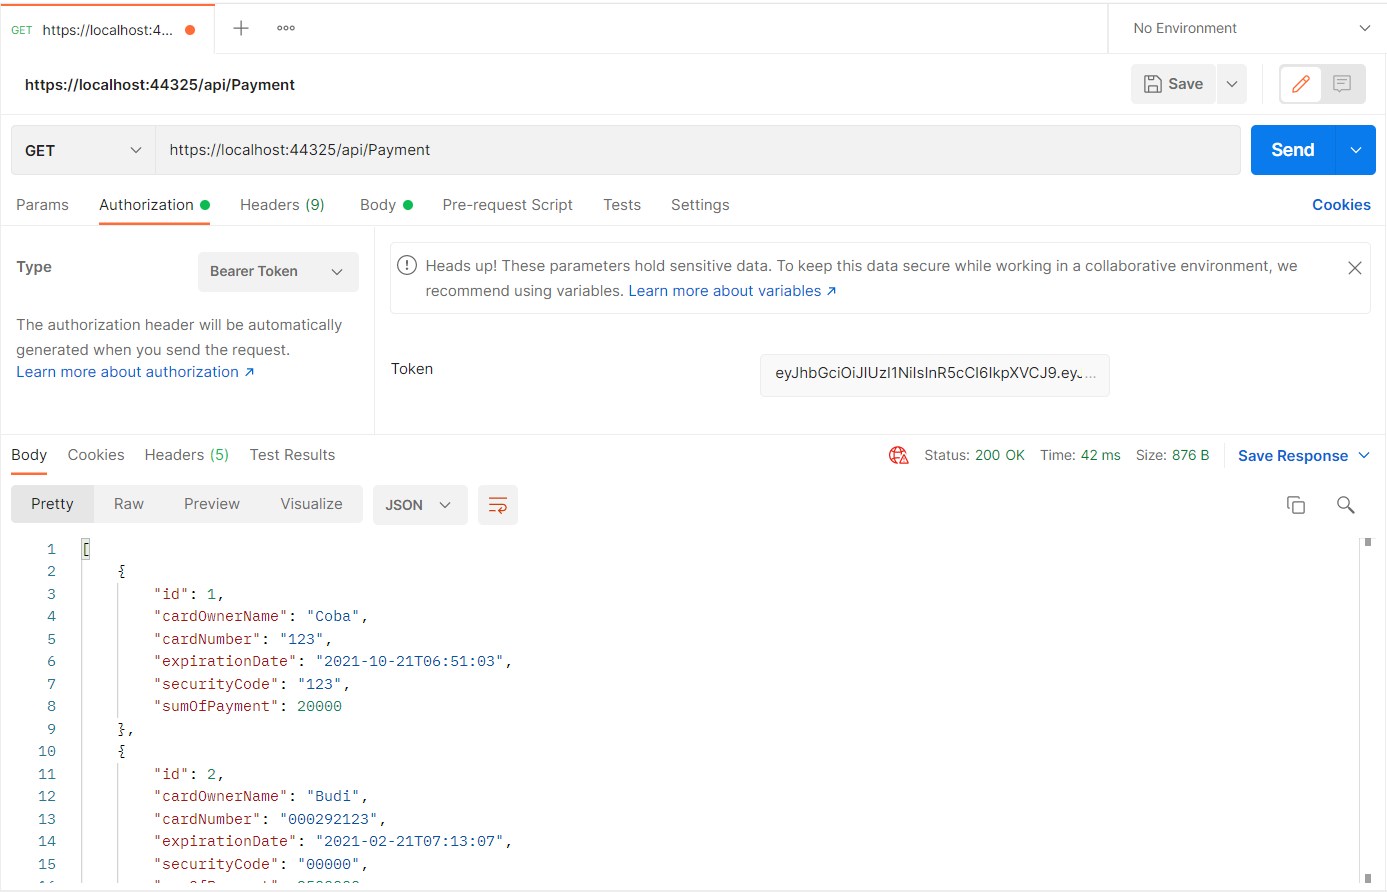 GET https://localhost:4...
No Environment
https://localhost:44325/api/Payment
Save
GET https://localhost:44325/api/Payment
Send
Params Authorization Headers (9) Body Pre-request Script Tests Settings Cookies
Type Bearer Token
The authorization header will be automatically
generated when you send the request.
Learn more about authorization ↗
Heads up! These parameters hold sensitive data. To keep this data secure while working in a collaborative environment, we
recommend using variables. Learn more about variables ↗
Token eyJhbGciOiJIUzI1NiIsInR5cCI6IkpXVCJ9.eyJ...
Body Cookies Headers (5) Test Results Status: 200 OK Time: 42 ms Size: 876 B Save Response
Pretty Raw Preview Visualize JSON
1 [
2 {
3 "id": 1,
4 "cardOwnerName": "Coba",
5 "cardNumber": "123",
6 "expirationDate": "2021-10-21T06:51:03",
7 "securityCode": "123",
8 "sumOfPayment": 20000
9 },
10 {
11 "id": 2,
12 "cardOwnerName": "Budi",
13 "cardNumber": "000292123",
14 "expirationDate": "2021-02-21T07:13:07",
15 "securityCode": "00000",